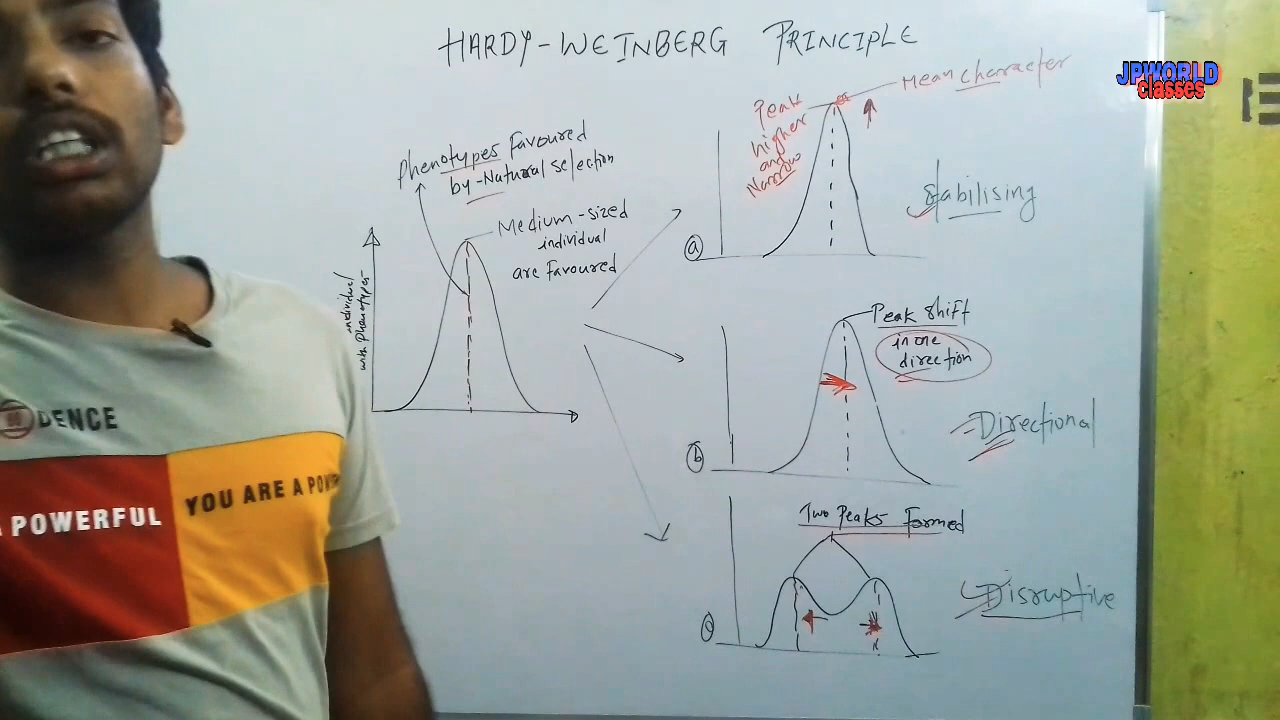 HARDY-WEINBERG PRINCIPLE
JPWORLD
classes
Mean character
Peak
higher
and
Narrow
Phenotypes Favoured
by-Natural selection
Medium-sized
individual
are favoured
individual
with phenotypes
stabilising
a
Peak shift
in one
direction
Directional
b
Two Peaks Formed
Disruptive
c
DENCE
POWERFUL
YOU ARE A POW